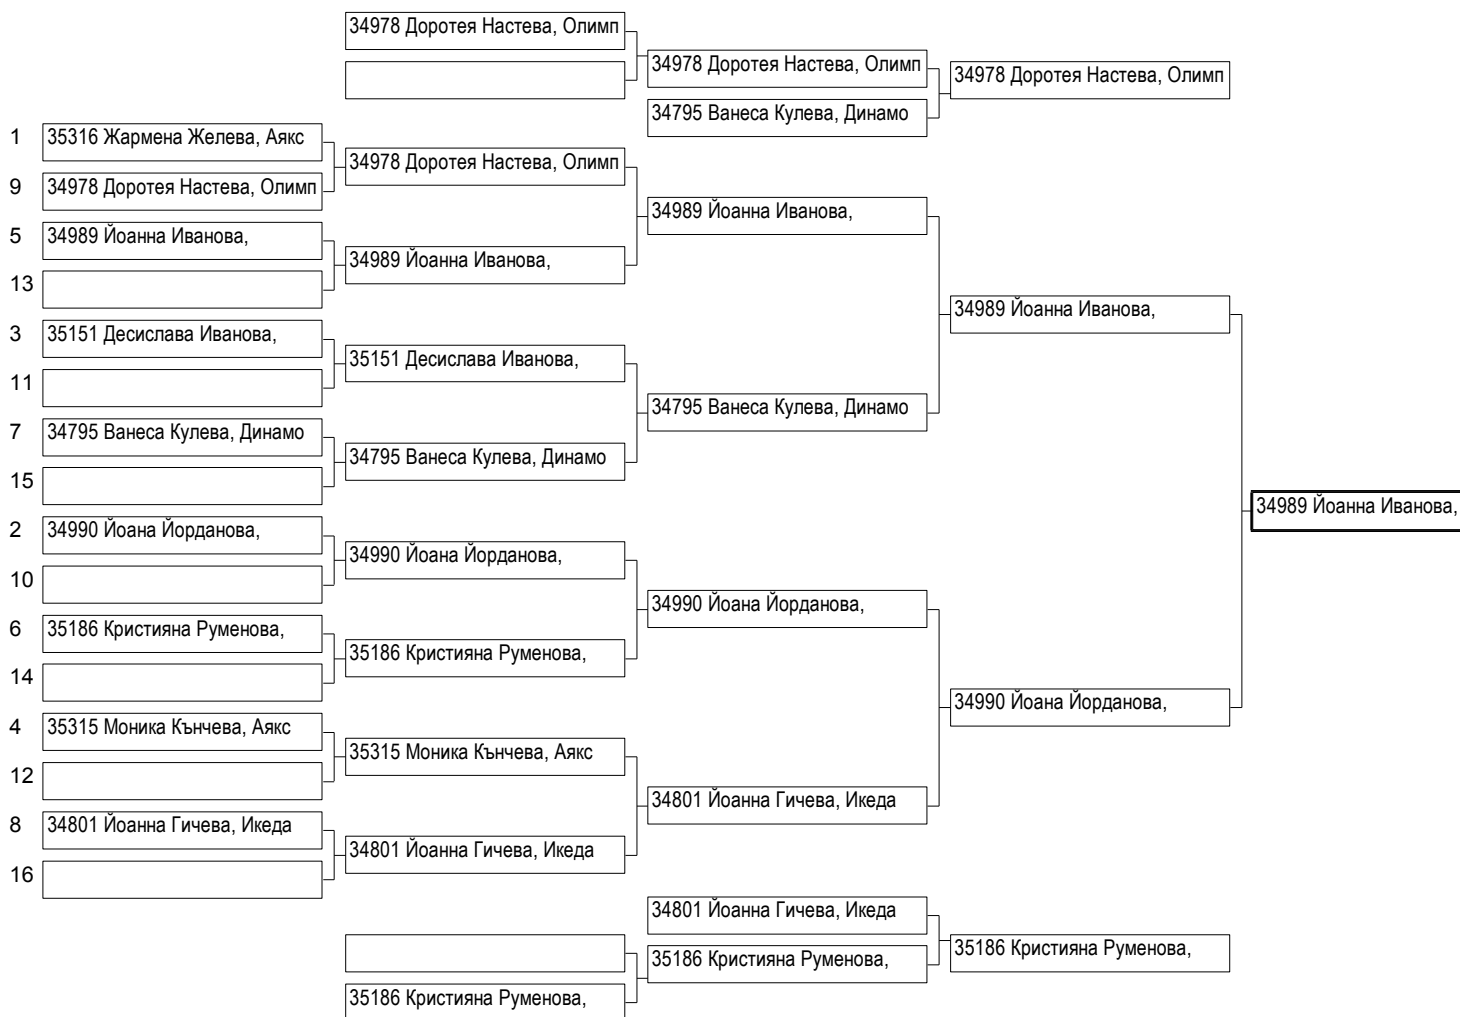 34978 Доротея Настева, Олимп
34978 Доротея Настева, Олимп
34978 Доротея Настева, Олимп
34795 Ванеса Кулева, Динамо
1 35316 Жармена Желева, Аякс
34978 Доротея Настева, Олимп
9 34978 Доротея Настева, Олимп
34989 Йоанна Иванова,
5 34989 Йоанна Иванова,
34989 Йоанна Иванова,
13
34989 Йоанна Иванова,
3 35151 Десислава Иванова,
35151 Десислава Иванова,
11
34795 Ванеса Кулева, Динамо
7 34795 Ванеса Кулева, Динамо
34795 Ванеса Кулева, Динамо
15
34989 Йоанна Иванова,
2 34990 Йоана Йорданова,
34990 Йоана Йорданова,
10
34990 Йоана Йорданова,
6 35186 Кристияна Руменова,
35186 Кристияна Руменова,
14
34990 Йоана Йорданова,
4 35315 Моника Кънчева, Аякс
35315 Моника Кънчева, Аякс
12
34801 Йоанна Гичева, Икеда
8 34801 Йоанна Гичева, Икеда
34801 Йоанна Гичева, Икеда
16
34801 Йоанна Гичева, Икеда
35186 Кристияна Руменова,
35186 Кристияна Руменова,
35186 Кристияна Руменова,